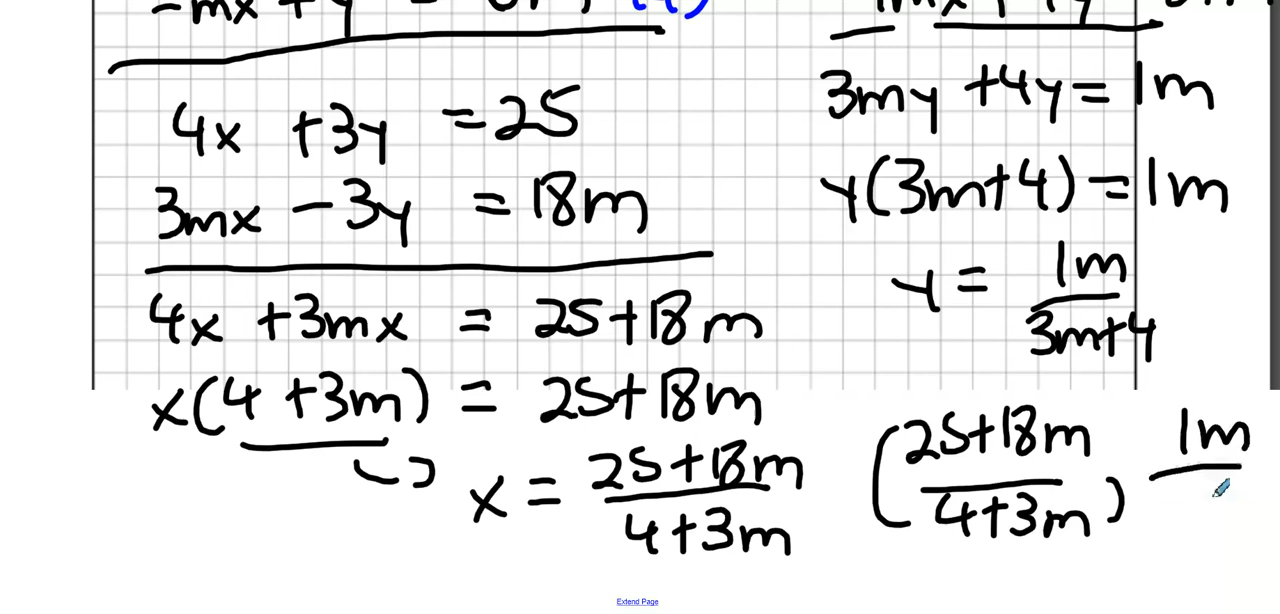 4x +3y = 25
3mx - 3y = 18m
4x +3mx = 25+18m
x(4 +3m) = 25+18m
x = 25+18m / 4+3m
3my +4y = 1m
y(3m+4) = 1m
y = 1m / 3m+4
(25+18m / 4+3m) 1m
Extend Page